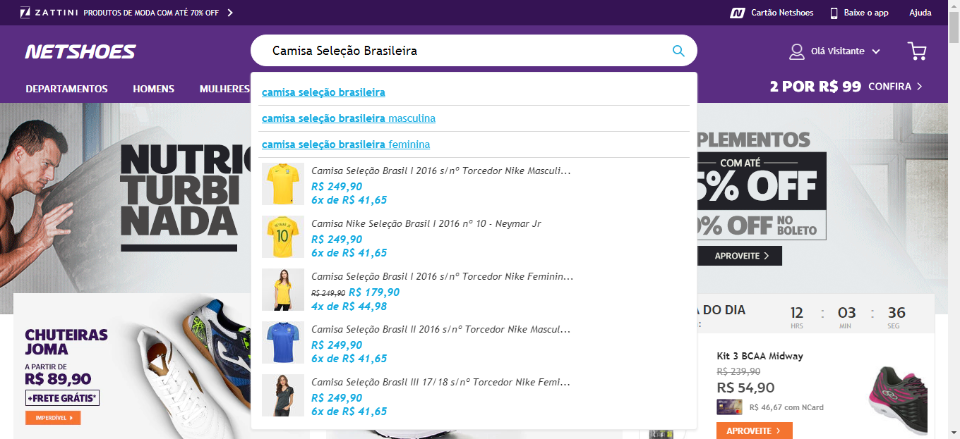 ZATTINI PRODUTOS DE MODA COM ATÉ 70% OFF
Cartão Netshoes
Baixe o app
Ajuda
NETSHOES
Camisa Seleção Brasileira
Olá Visitante
DEPARTAMENTOS HOMENS MULHERES
2 POR R$ 99 CONFIRA
camisa seleção brasileira
camisa seleção brasileira masculina
camisa seleção brasileira feminina
Camisa Seleção Brasil I 2016 s/nº Torcedor Nike Masculi...
R$ 249,90
6x de R$ 41,65
Camisa Nike Seleção Brasil I 2016 nº 10 - Neymar Jr
R$ 249,90
6x de R$ 41,65
Camisa Seleção Brasil I 2016 s/nº Torcedor Nike Feminin...
R$ 249,90 R$ 179,90
4x de R$ 44,98
Camisa Seleção Brasil II 2016 s/nº Torcedor Nike Mascul...
R$ 249,90
6x de R$ 41,65
Camisa Seleção Brasil III 17/18 s/nº Torcedor Nike Femi...
R$ 249,90
6x de R$ 41,65
NUTRIC
TURBI
NADA
PLEMENTOS
COM ATÉ
5% OFF
0% OFF NO BOLETO
APROVEITE
CHUTEIRAS
JOMA
A PARTIR DE
R$ 89,90
+FRETE GRÁTIS*
IMPERDÍVEL
A DO DIA
12 : 03 : 36
HRS MIN SEG
Kit 3 BCAA Midway
R$ 239,90
R$ 54,90
R$ 46,67 com NCard
APROVEITE